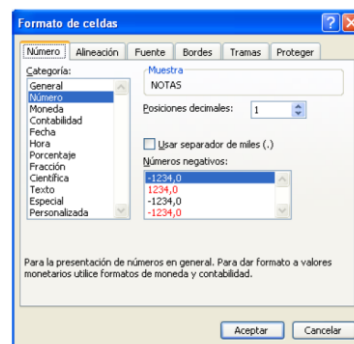 Formato de celdas
Número Alineación Fuente Bordes Tramas Proteger
Categoría:
General
Número
Moneda
Contabilidad
Fecha
Hora
Porcentaje
Fracción
Científica
Texto
Especial
Personalizada
Muestra
NOTAS
Posiciones decimales: 1
Usar separador de miles (.)
Números negativos:
-1234,0
1234,0
-1234,0
-1234,0
Para la presentación de números en general. Para dar formato a valores
monetarios utilice formatos de moneda y contabilidad.
Aceptar Cancelar